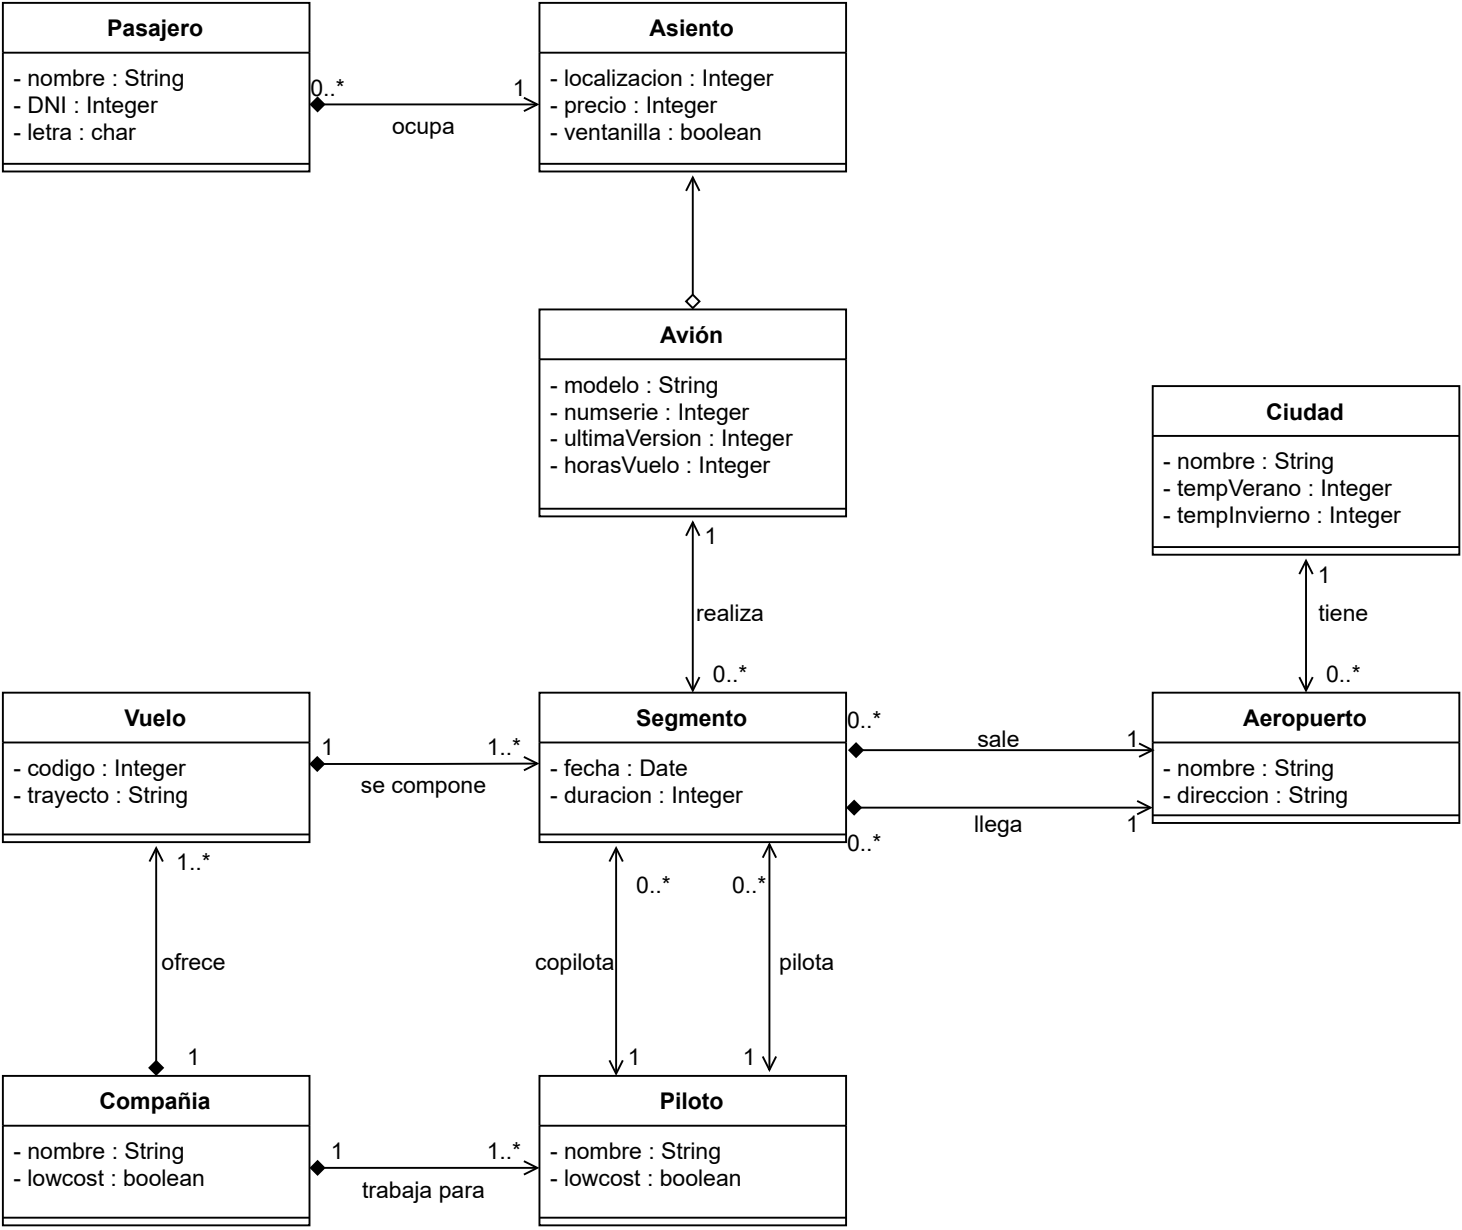 Pasajero
- nombre : String
- DNI : Integer
- letra : char
0..*
1
ocupa
Asiento
- localizacion : Integer
- precio : Integer
- ventanilla : boolean
Avión
- modelo : String
- numserie : Integer
- ultimaVersion : Integer
- horasVuelo : Integer
Ciudad
- nombre : String
- tempVerano : Integer
- tempInvierno : Integer
1
realiza
0..*
1
tiene
0..*
Vuelo
- codigo : Integer
- trayecto : String
1
1..*
se compone
Segmento
- fecha : Date
- duracion : Integer
0..*
sale
1
llega
1
0..*
Aeropuerto
- nombre : String
- direccion : String
1..*
ofrece
1
0..*
copilota
1
0..*
pilota
1
Compañia
- nombre : String
- lowcost : boolean
1
1..*
trabaja para
Piloto
- nombre : String
- lowcost : boolean